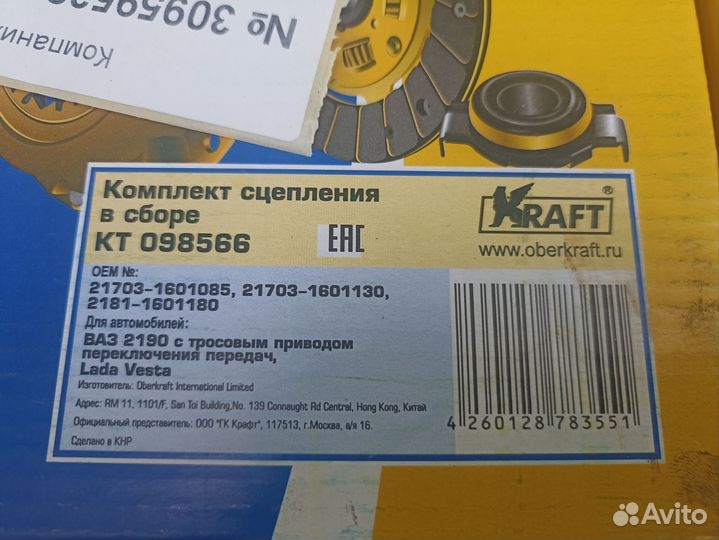 Компания
№ 3095952
Комплект сцепления
в сборе
КТ 098566
EAC
KRAFT®
www.oberkraft.ru
OEM №:
21703-1601085, 21703-1601130,
2181-1601180
Для автомобилей:
ВАЗ 2190 с тросовым приводом
переключения передач,
Lada Vesta
Изготовитель: Oberkraft International Limited
Адрес: RM 11, 1101/F, San Toi Building,No. 139 Connaught Rd Central, Hong Kong, Китай
Официальный представитель: ООО "ГК Крафт", 117513, г.Москва, а/я 16.
Сделано в КНР
4 260128 783551
Avito